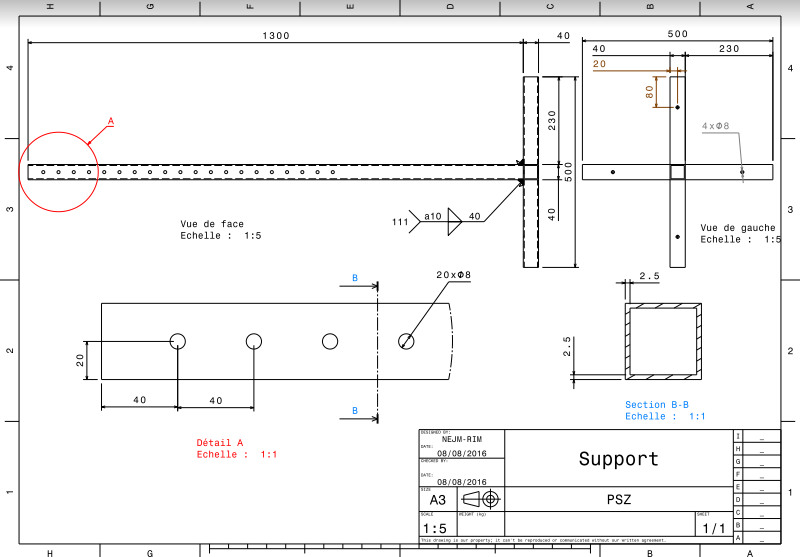 H G F E D C B A
1300
40
500
40
230
20
80
4xΦ8
230
500
40
4
3
2
1
4
3
2
1
A
111
a10
40
Vue de face
Echelle : 1:5
Vue de gauche
Echelle : 1:5
B
20xΦ8
20
40
40
B
2.5
2.5
Détail A
Echelle : 1:1
Section B-B
Echelle : 1:1
DESIGNED BY:
NEJM-RIM
DATE:
08/08/2016
CHECKED BY:
DATE:
08/08/2016
SIZE
A3
SCALE
1:5
WEIGHT (kg)
Support
PSZ
SHEET
1/1
I _
H _
G _
F _
E _
D _
C _
B _
A _
This drawing is our property; it can't be reproduced or communicated without our written agreement.
H G B A